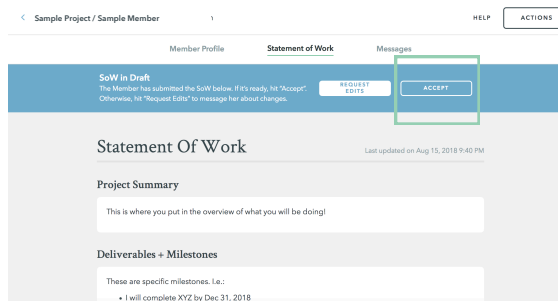 Sample Project / Sample Member
HELP
ACTIONS
Member Profile
Statement of Work
Messages
SoW in Draft
The Member has submitted the SoW below. If it's ready, hit "Accept".
Otherwise, hit "Request Edits" to message her about changes.
REQUEST
EDITS
ACCEPT
Statement Of Work
Last updated on Aug 15, 2018 9:40 PM
Project Summary
This is where you put in the overview of what you will be doing!
Deliverables + Milestones
These are specific milestones. I.e.:
• I will complete XYZ by Dec 31, 2018